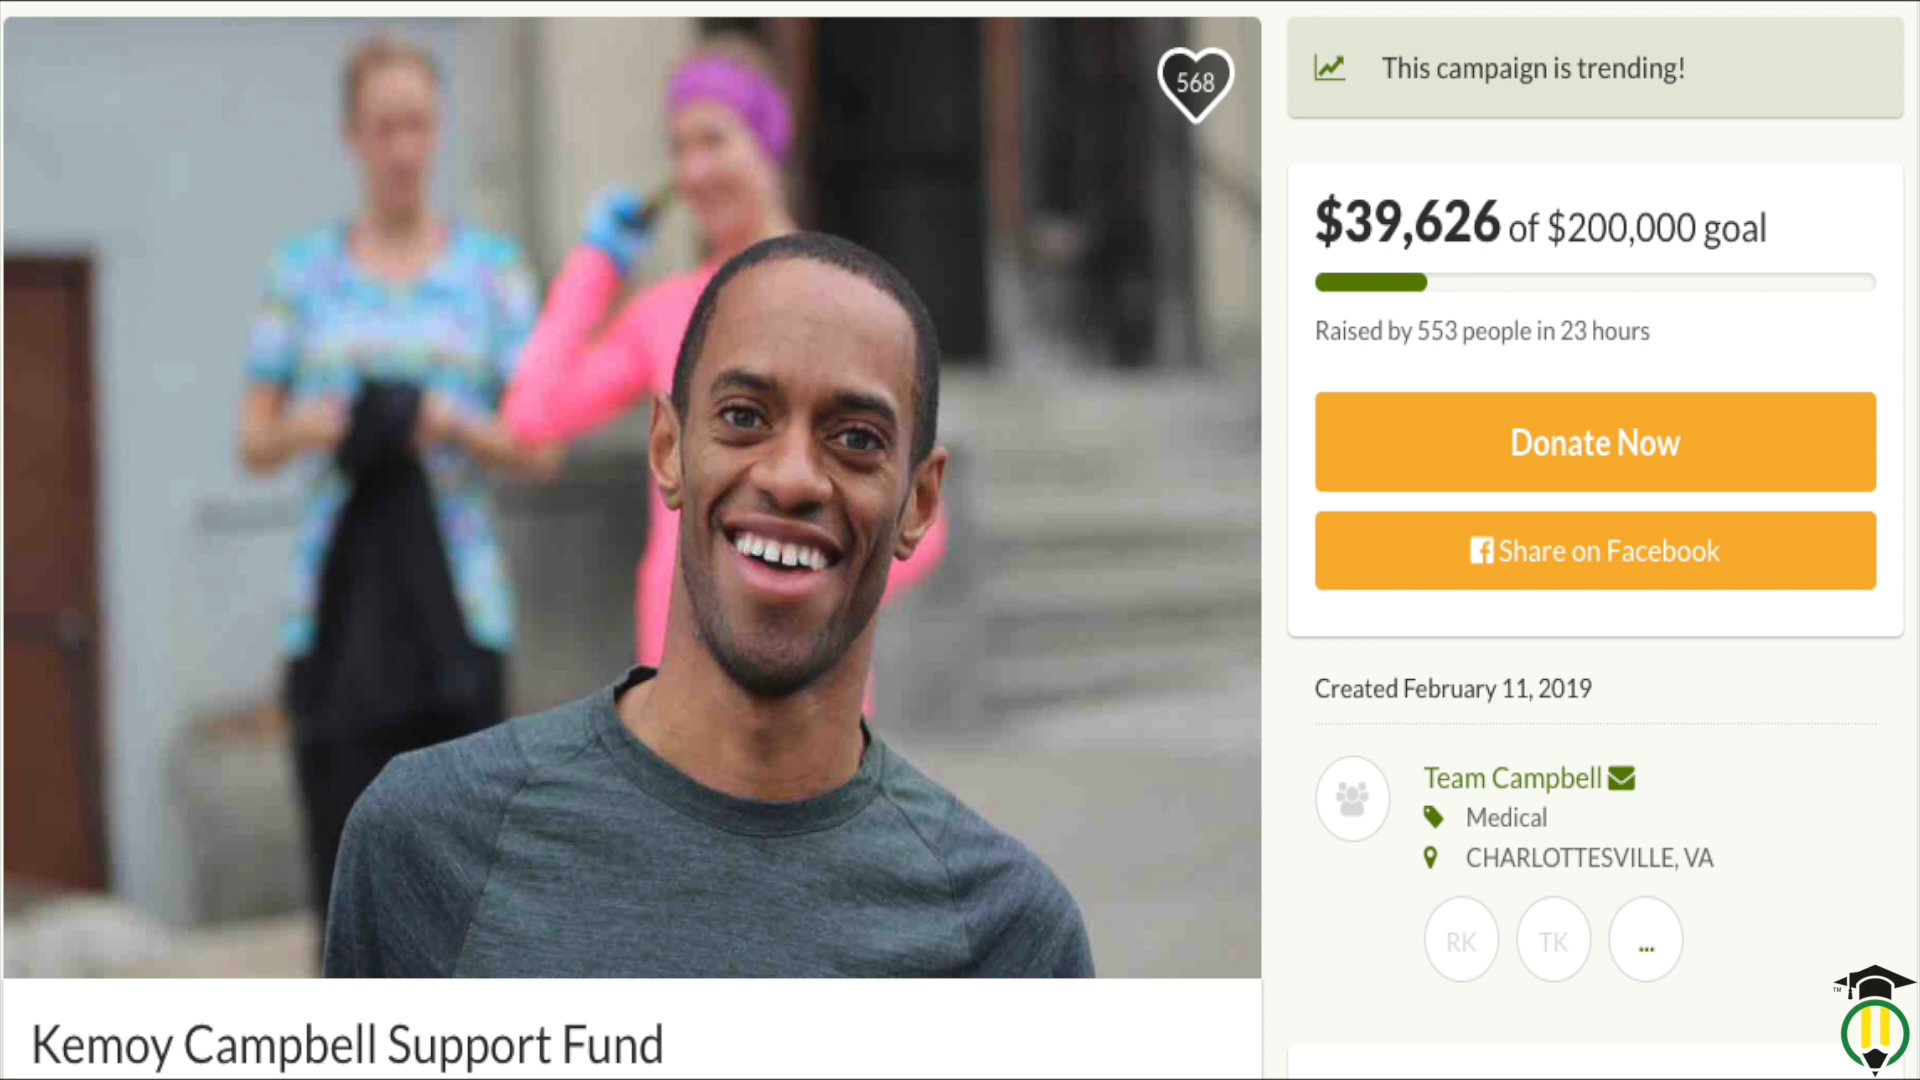 568
This campaign is trending!
$39,626 of $200,000 goal
Raised by 553 people in 23 hours
Donate Now
Share on Facebook
Created February 11, 2019
Team Campbell
Medical
CHARLOTTESVILLE, VA
RK TK ...
TM
Kemoy Campbell Support Fund